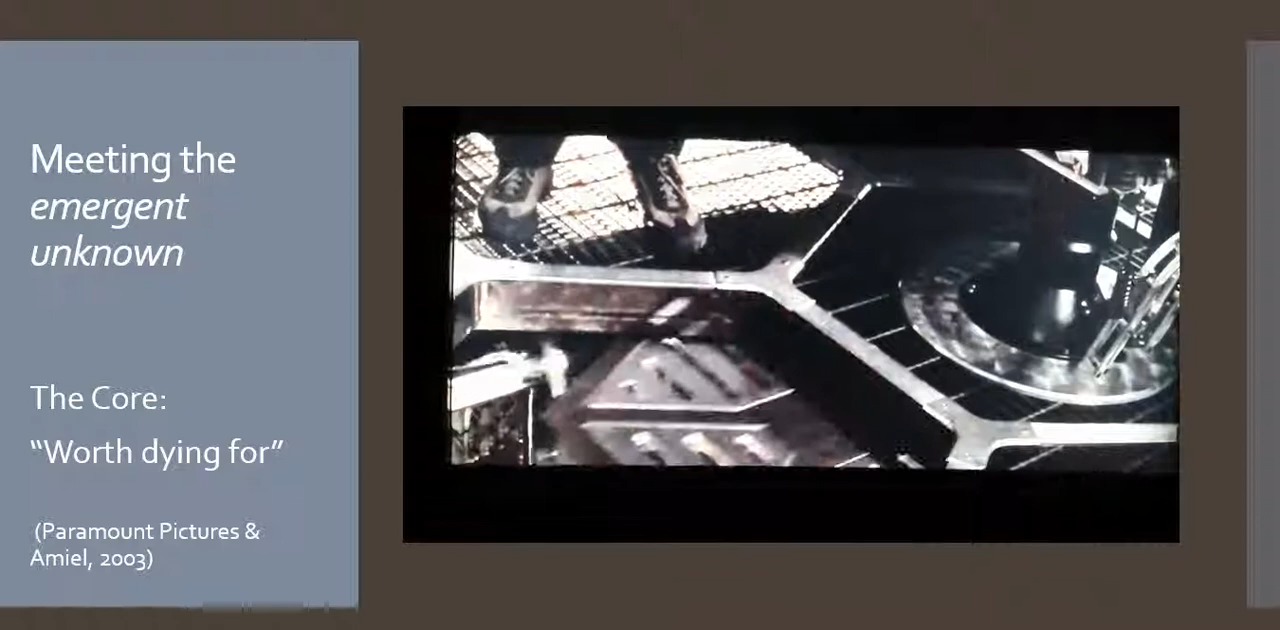 Meeting the
emergent
unknown
The Core:
“Worth dying for”
(Paramount Pictures &
Amiel, 2003)